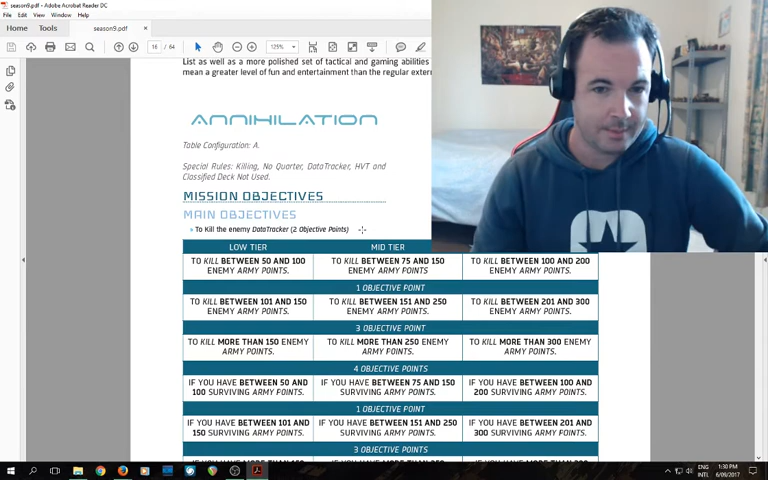 season9.pdf - Adobe Acrobat Reader DC
File Edit View Window Help
Home Tools season9.pdf ×
16 / 64 125%
List as well as a more polished set of tactical and gaming abilities
mean a greater level of fun and entertainment than the regular extern
ANNIHILATION
Table Configuration: A.
Special Rules: Killing, No Quarter, DataTracker, HVT and
Classified Deck Not Used.
MISSION OBJECTIVES
MAIN OBJECTIVES
To Kill the enemy DataTracker (2 Objective Points)
LOW TIER MID TIER
TO KILL BETWEEN 50 AND 100 ENEMY ARMY POINTS.
TO KILL BETWEEN 75 AND 150 ENEMY ARMY POINTS
TO KILL BETWEEN 100 AND 200 ENEMY ARMY POINTS.
1 OBJECTIVE POINT
TO KILL BETWEEN 101 AND 150 ENEMY ARMY POINTS.
TO KILL BETWEEN 151 AND 250 ENEMY ARMY POINTS.
TO KILL BETWEEN 201 AND 300 ENEMY ARMY POINTS.
3 OBJECTIVE POINT
TO KILL MORE THAN 150 ENEMY ARMY POINTS.
TO KILL MORE THAN 250 ENEMY ARMY POINTS.
TO KILL MORE THAN 300 ENEMY ARMY POINTS.
4 OBJECTIVE POINTS
IF YOU HAVE BETWEEN 50 AND 100 SURVIVING ARMY POINTS.
IF YOU HAVE BETWEEN 75 AND 150 SURVIVING ARMY POINTS.
IF YOU HAVE BETWEEN 100 AND 200 SURVIVING ARMY POINTS.
1 OBJECTIVE POINT
IF YOU HAVE BETWEEN 101 AND 150 SURVIVING ARMY POINTS.
IF YOU HAVE BETWEEN 151 AND 250 SURVIVING ARMY POINTS.
IF YOU HAVE BETWEEN 201 AND 300 SURVIVING ARMY POINTS.
3 OBJECTIVE POINTS
ENG 1:30 PM
INTL 6/09/2017